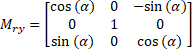 M_ry = [ cos (α) 0 −sin (α)
0 1 0
sin (α) 0 cos (α) ]